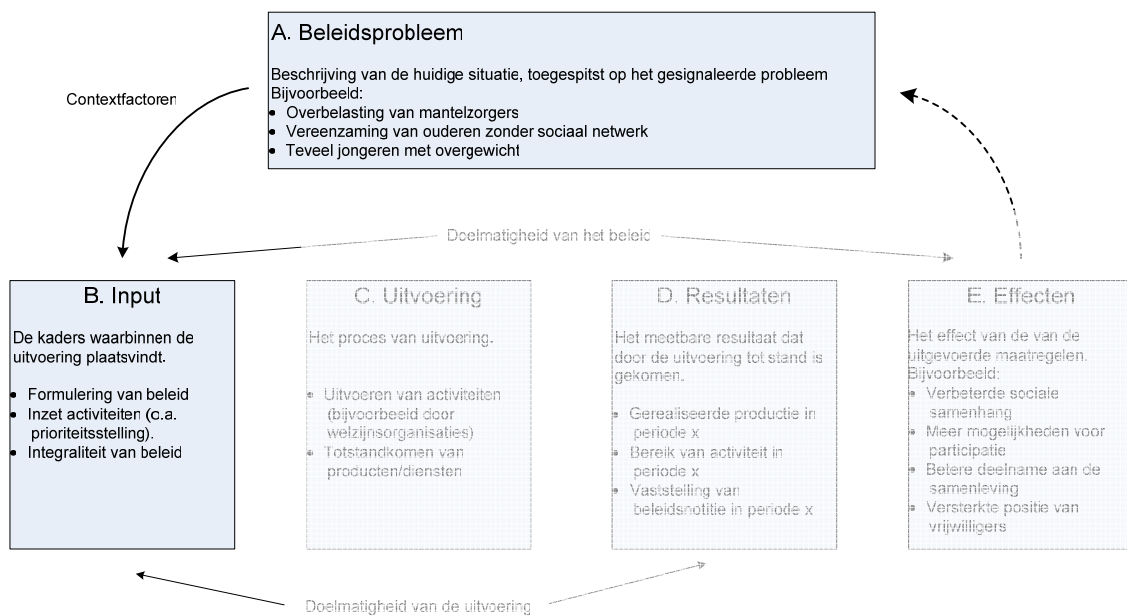 A. Beleidsprobleem
Beschrijving van de huidige situatie, toegespitst op het gesignaleerde probleem
Bijvoorbeeld:
• Overbelasting van mantelzorgers
• Vereenzaming van ouderen zonder sociaal netwerk
• Teveel jongeren met overgewicht
Contextfactoren
Doelmatigheid van het beleid
B. Input
De kaders waarbinnen de
uitvoering plaatsvindt.
• Formulering van beleid
• Inzet activiteiten (o.a.
prioriteitsstelling).
• Integraliteit van beleid
C. Uitvoering
Het proces van uitvoering.
• Uitvoeren van activiteiten
(bijvoorbeeld door
welzijnsorganisaties)
• Totstandkomen van
producten/diensten
D. Resultaten
Het meetbare resultaat dat
door de uitvoering tot stand is
gekomen.
• Gerealiseerde productie in
periode x
• Bereik van activiteit in
periode x
• Vaststelling van
beleidsnotitie in periode x
E. Effecten
Het effect van de van de
uitgevoerde maatregelen.
Bijvoorbeeld:
• Verbeterde sociale
samenhang
• Meer mogelijkheden voor
participatie
• Betere deelname aan de
samenleving
• Versterkte positie van
vrijwilligers
Doelmatigheid van de uitvoering